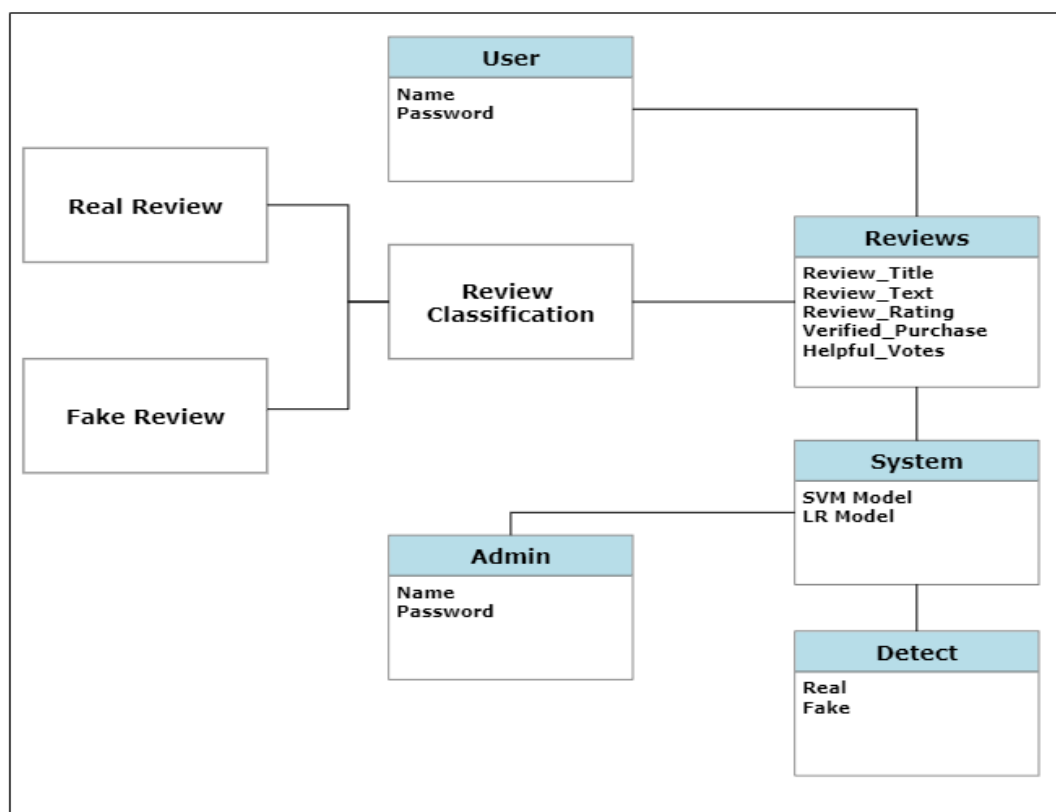 User
Name
Password
Real Review
Reviews
Review_Title
Review_Text
Review_Rating
Verified_Purchase
Helpful_Votes
Review
Classification
Fake Review
System
SVM Model
LR Model
Admin
Name
Password
Detect
Real
Fake